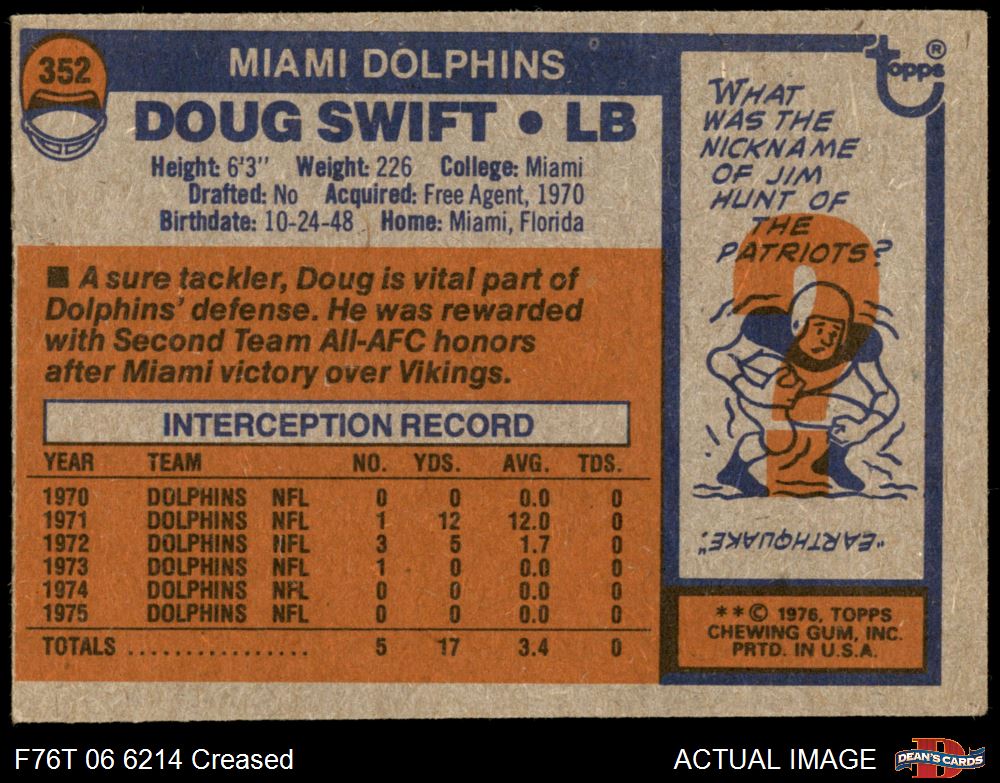 352
MIAMI DOLPHINS
DOUG SWIFT • LB
Height: 6'3" Weight: 226 College: Miami
Drafted: No Acquired: Free Agent, 1970
Birthdate: 10-24-48 Home: Miami, Florida
■ A sure tackler, Doug is vital part of
Dolphins' defense. He was rewarded
with Second Team All-AFC honors
after Miami victory over Vikings.
INTERCEPTION RECORD
YEAR TEAM NO. YDS. AVG. TDS.
1970 DOLPHINS NFL 0 0 0.0 0
1971 DOLPHINS NFL 1 12 12.0 0
1972 DOLPHINS NFL 3 5 1.7 0
1973 DOLPHINS NFL 1 0 0.0 0
1974 DOLPHINS NFL 0 0 0.0 0
1975 DOLPHINS NFL 0 0 0.0 0
TOTALS ................ 5 17 3.4 0
topps ®
WHAT
WAS THE
NICKNAME
OF JIM
HUNT OF
THE
PATRIOTS?
"EARTHQUAKE."
**© 1976, TOPPS
CHEWING GUM, INC.
PRTD. IN U.S.A.
F76T 06 6214 Creased
ACTUAL IMAGE
D
DEAN'S CARDS